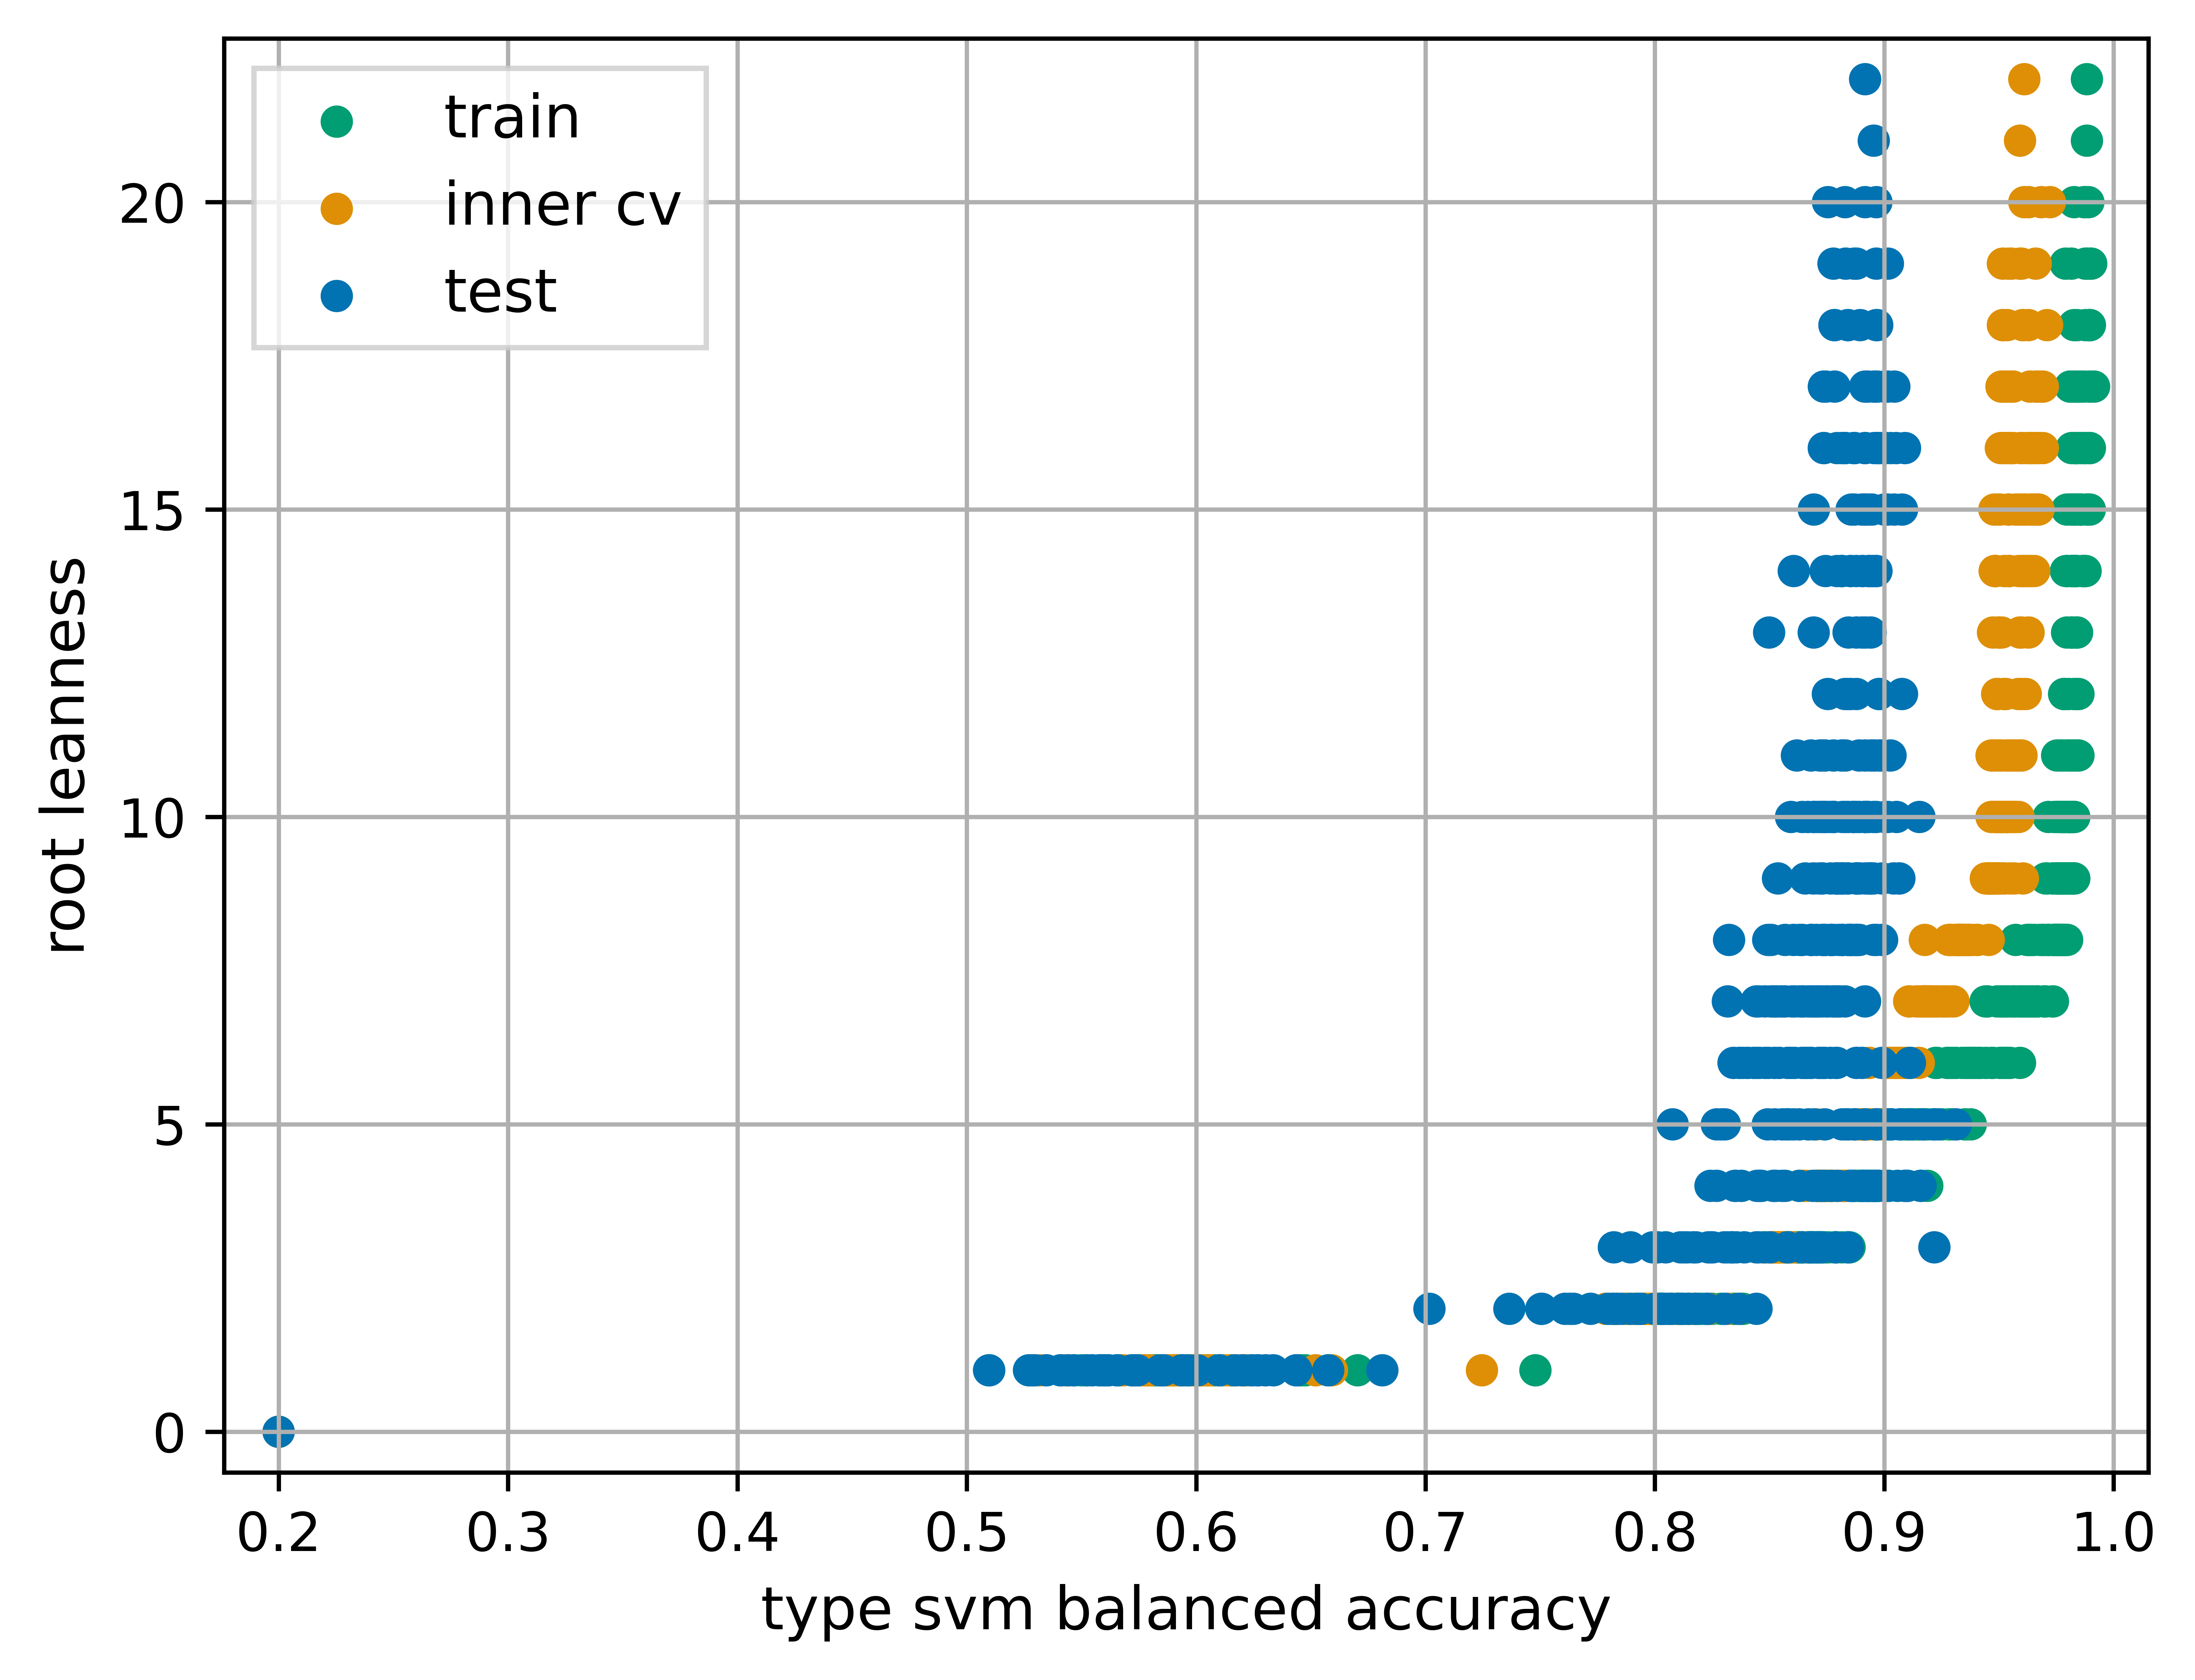 train
inner cv
test
20
15
10
5
0
root leanness
0.2 0.3 0.4 0.5 0.6 0.7 0.8 0.9 1.0
type svm balanced accuracy